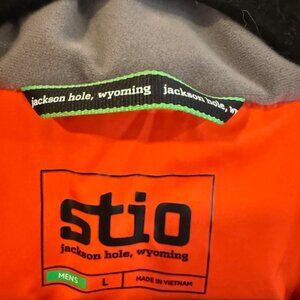 jackson hole, wyoming jackson hole, w
stio
jackson hole, wyoming
MENS L MADE IN VIETNAM